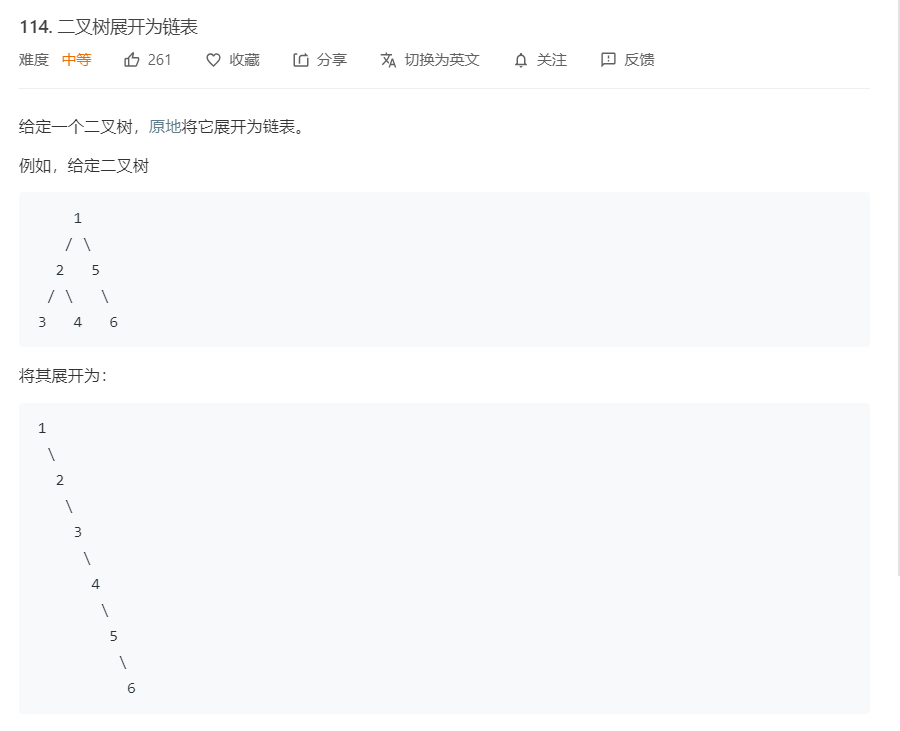 114. 二叉树展开为链表
难度 中等 261 收藏 分享 切换为英文 关注 反馈
给定一个二叉树，原地将它展开为链表。
例如，给定二叉树
1
/ \
2 5
/ \ \
3 4 6
将其展开为：
1
\
2
\
3
\
4
\
5
\
6